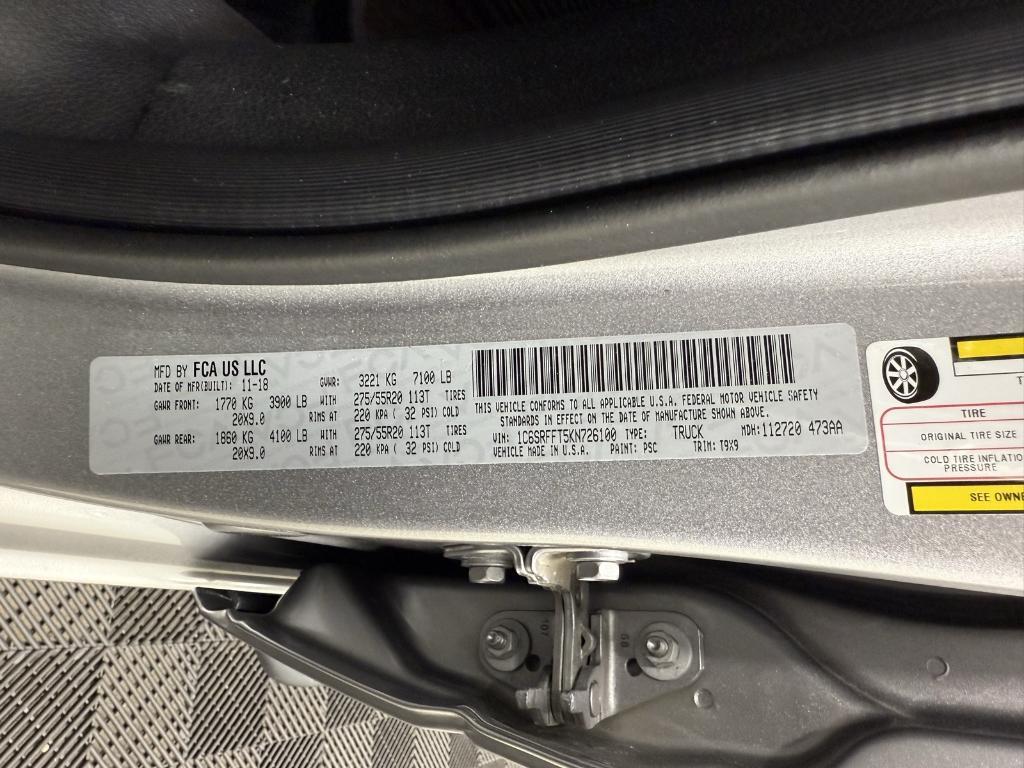 MFD BY FCA US LLC
DATE OF MFR(BUILT): 11-18 GVWR: 3221 KG 7100 LB
GAWR FRONT: 1770 KG 3900 LB WITH 275/55R20 113T TIRES
20X9.0 RIMS AT 220 KPA ( 32 PSI) COLD
GAWR REAR: 1860 KG 4100 LB WITH 275/55R20 113T TIRES
20X9.0 RIMS AT 220 KPA ( 32 PSI) COLD
THIS VEHICLE CONFORMS TO ALL APPLICABLE U.S.A. FEDERAL MOTOR VEHICLE SAFETY
STANDARDS IN EFFECT ON THE DATE OF MANUFACTURE SHOWN ABOVE.
VIN: 1C6SRFFT5KN726100 TYPE: TRUCK MDH: 112720 473AA
VEHICLE MADE IN U.S.A. PAINT: PSC TRIM: T9X9
T
TIRE
ORIGINAL TIRE SIZE
COLD TIRE INFLATIO
PRESSURE
SEE OWNE
107
68